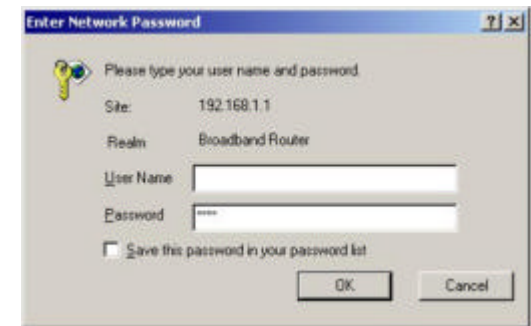 Enter Network Password
? X
Please type your user name and password.
Site: 192.168.1.1
Realm Broadband Router
User Name
Password ****
Save this password in your password list
OK Cancel